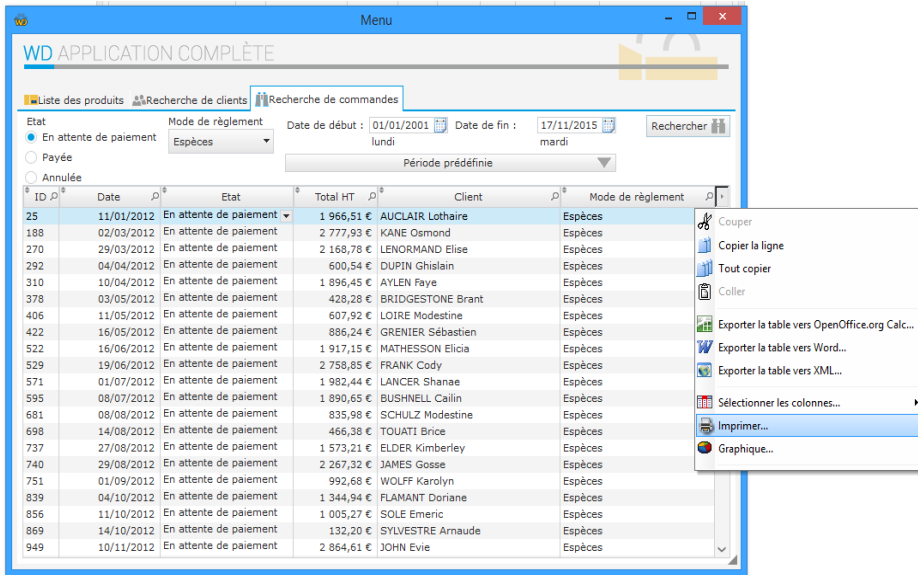 Menu
WD APPLICATION COMPLÈTE
Liste des produits Recherche de clients Recherche de commandes
Etat Mode de règlement Date de début : 01/01/2001 Date de fin : 17/11/2015 Rechercher
En attente de paiement Espèces lundi mardi
Payée Période prédéfinie
Annulée
ID Date Etat Total HT Client Mode de règlement
25 11/01/2012 En attente de paiement 1 966,51 € AUCLAIR Lothaire Espèces
188 02/03/2012 En attente de paiement 2 777,93 € KANE Osmond Espèces
270 29/03/2012 En attente de paiement 2 168,78 € LENORMAND Elise Espèces
292 04/04/2012 En attente de paiement 600,54 € DUPIN Ghislain Espèces
310 10/04/2012 En attente de paiement 1 896,45 € AYLEN Faye Espèces
378 03/05/2012 En attente de paiement 428,28 € BRIDGESTONE Brant Espèces
406 11/05/2012 En attente de paiement 607,92 € LOIRE Modestine Espèces
422 16/05/2012 En attente de paiement 886,24 € GRENIER Sébastien Espèces
522 16/06/2012 En attente de paiement 1 917,15 € MATHESSON Elicia Espèces
529 19/06/2012 En attente de paiement 2 758,85 € FRANK Cody Espèces
571 01/07/2012 En attente de paiement 1 982,44 € LANCER Shanae Espèces
595 08/07/2012 En attente de paiement 1 890,65 € BUSHNELL Cailin Espèces
681 08/08/2012 En attente de paiement 835,98 € SCHULZ Modestine Espèces
698 14/08/2012 En attente de paiement 466,38 € TOUATI Brice Espèces
737 27/08/2012 En attente de paiement 1 573,21 € ELDER Kimberley Espèces
740 29/08/2012 En attente de paiement 2 267,32 € JAMES Gosse Espèces
751 01/09/2012 En attente de paiement 992,68 € WOLFF Karolyn Espèces
839 04/10/2012 En attente de paiement 1 344,94 € FLAMANT Doriane Espèces
856 11/10/2012 En attente de paiement 1 005,27 € SOLE Emeric Espèces
869 14/10/2012 En attente de paiement 132,20 € SYLVESTRE Arnaude Espèces
949 10/11/2012 En attente de paiement 2 864,61 € JOHN Evie Espèces
Couper
Copier la ligne
Tout copier
Coller
Exporter la table vers OpenOffice.org Calc...
Exporter la table vers Word...
Exporter la table vers XML...
Sélectionner les colonnes...
Imprimer...
Graphique...